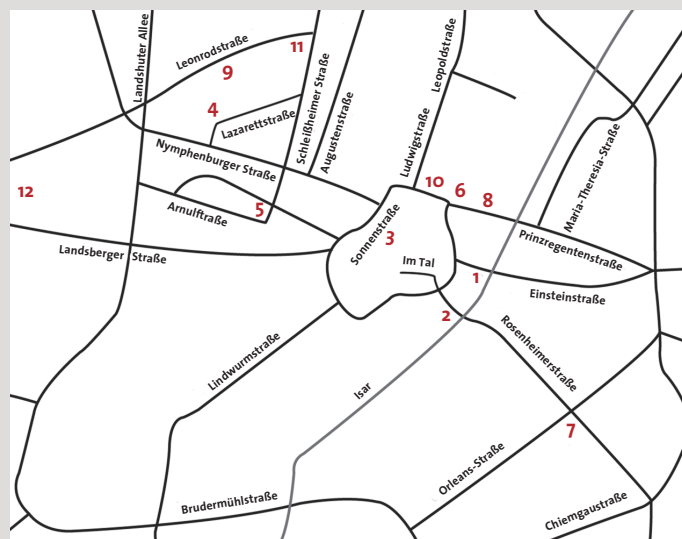 Landshuter Allee
Leonrodstraße
11
9
4
Lazarettstraße
Schleißheimer Straße
Augustenstraße
Leopoldstraße
Ludwigstraße
Maria-Theresia-Straße
Nymphenburger Straße
12
Arnulftraße
5
10
6
8
Sonnenstraße
3
Prinzregentenstraße
Landsberger Straße
Im Tal
1
Einsteinstraße
2
Rosenheimerstraße
Lindwurmstraße
Isar
7
Orleans-Straße
Brudermühlstraße
Chiemgaustraße